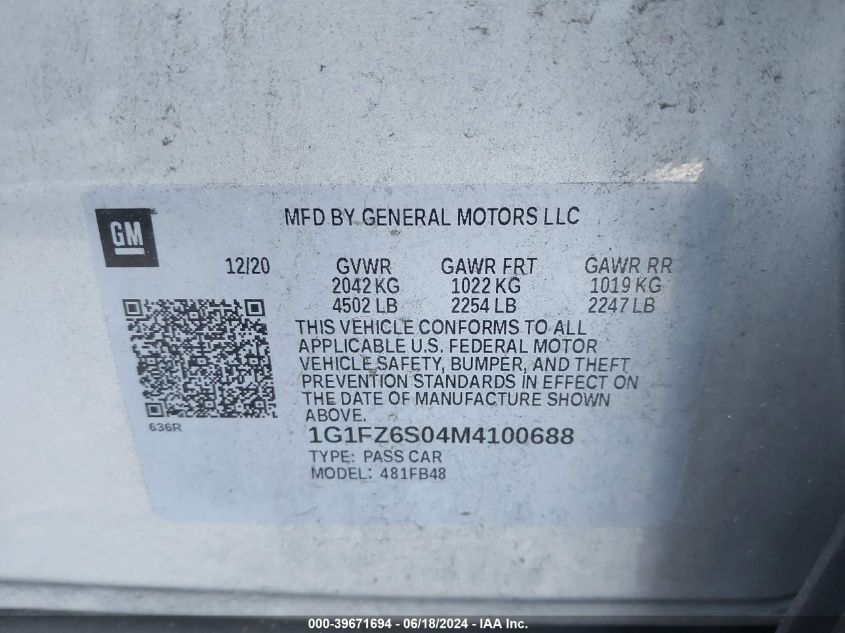 GM
MFD BY GENERAL MOTORS LLC
12/20 GVWR GAWR FRT GAWR RR
2042 KG 1022 KG 1019 KG
4502 LB 2254 LB 2247 LB
THIS VEHICLE CONFORMS TO ALL
APPLICABLE U.S. FEDERAL MOTOR
VEHICLE SAFETY, BUMPER, AND THEFT
PREVENTION STANDARDS IN EFFECT ON
THE DATE OF MANUFACTURE SHOWN
ABOVE.
636R
1G1FZ6S04M4100688
TYPE: PASS CAR
MODEL: 481FB48
000-39671694 - 06/18/2024 - IAA Inc.